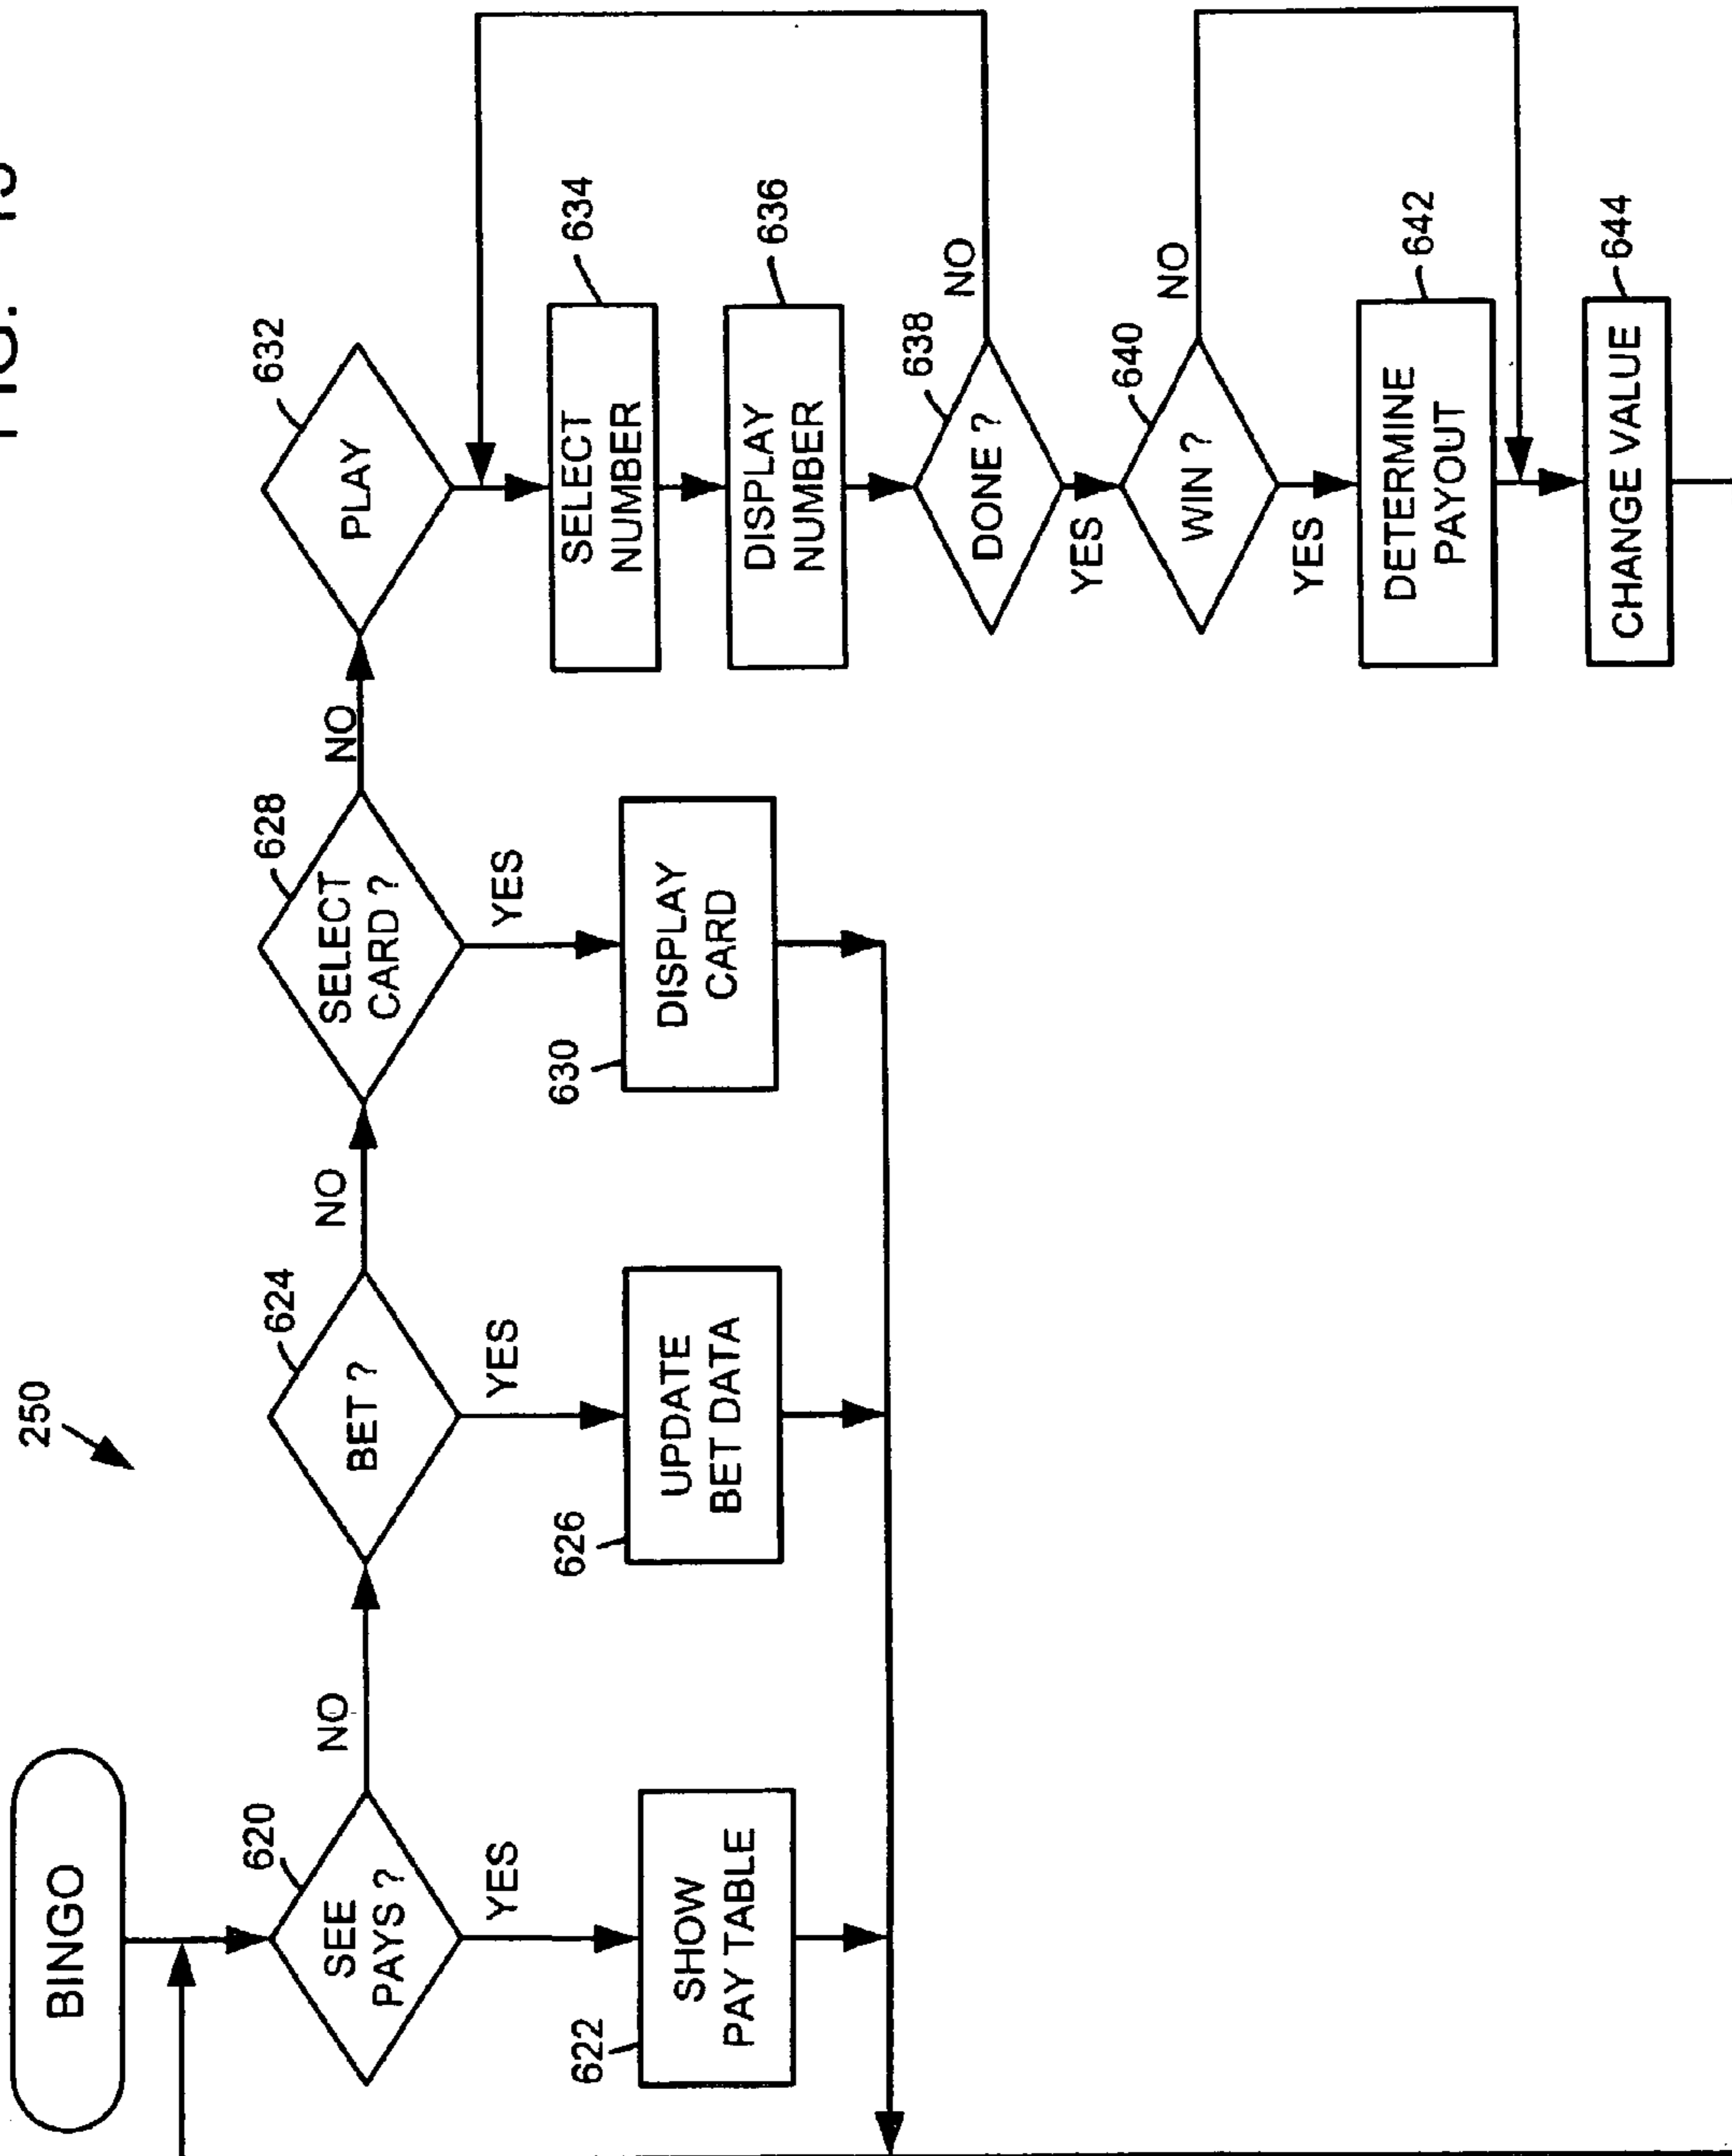 250
BINGO
620
SEE
PAYS ?
NO
YES
622
SHOW
PAY TABLE
624
BET ?
NO
YES
626
UPDATE
BET DATA
628
SELECT
CARD ?
NO
YES
630
DISPLAY
CARD
632
PLAY
634
SELECT
NUMBER
636
DISPLAY
NUMBER
638
DONE ?
NO
YES
640
WIN ?
NO
YES
642
DETERMINE
PAYOUT
644
CHANGE VALUE